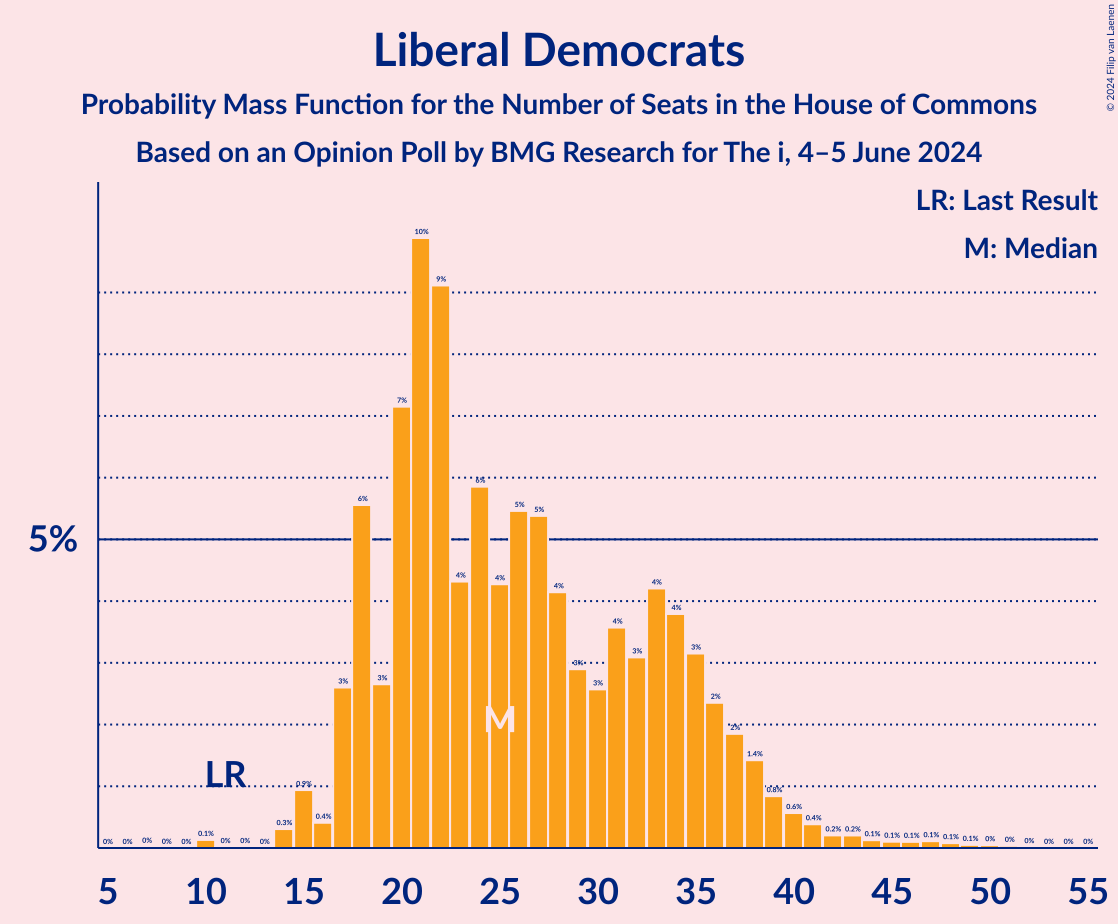 Liberal Democrats
Probability Mass Function for the Number of Seats in the House of Commons
Based on an Opinion Poll by BMG Research for The i, 4–5 June 2024
© 2024 Filip van Laenen
LR: Last Result
M: Median
5%
0% 0% 0% 0% 0% 0.1% 0% 0% 0% 0.3% 0.9% 0.4% 3% 6% 3% 7% 10% 9% 4% 6% 4% 5% 5% 4% 3% 3% 4% 3% 4% 4% 3% 2% 2% 1.4% 0.8% 0.6% 0.4% 0.2% 0.2% 0.1% 0.1% 0.1% 0.1% 0.1% 0.1% 0% 0% 0% 0% 0% 0%
M
LR
5 10 15 20 25 30 35 40 45 50 55